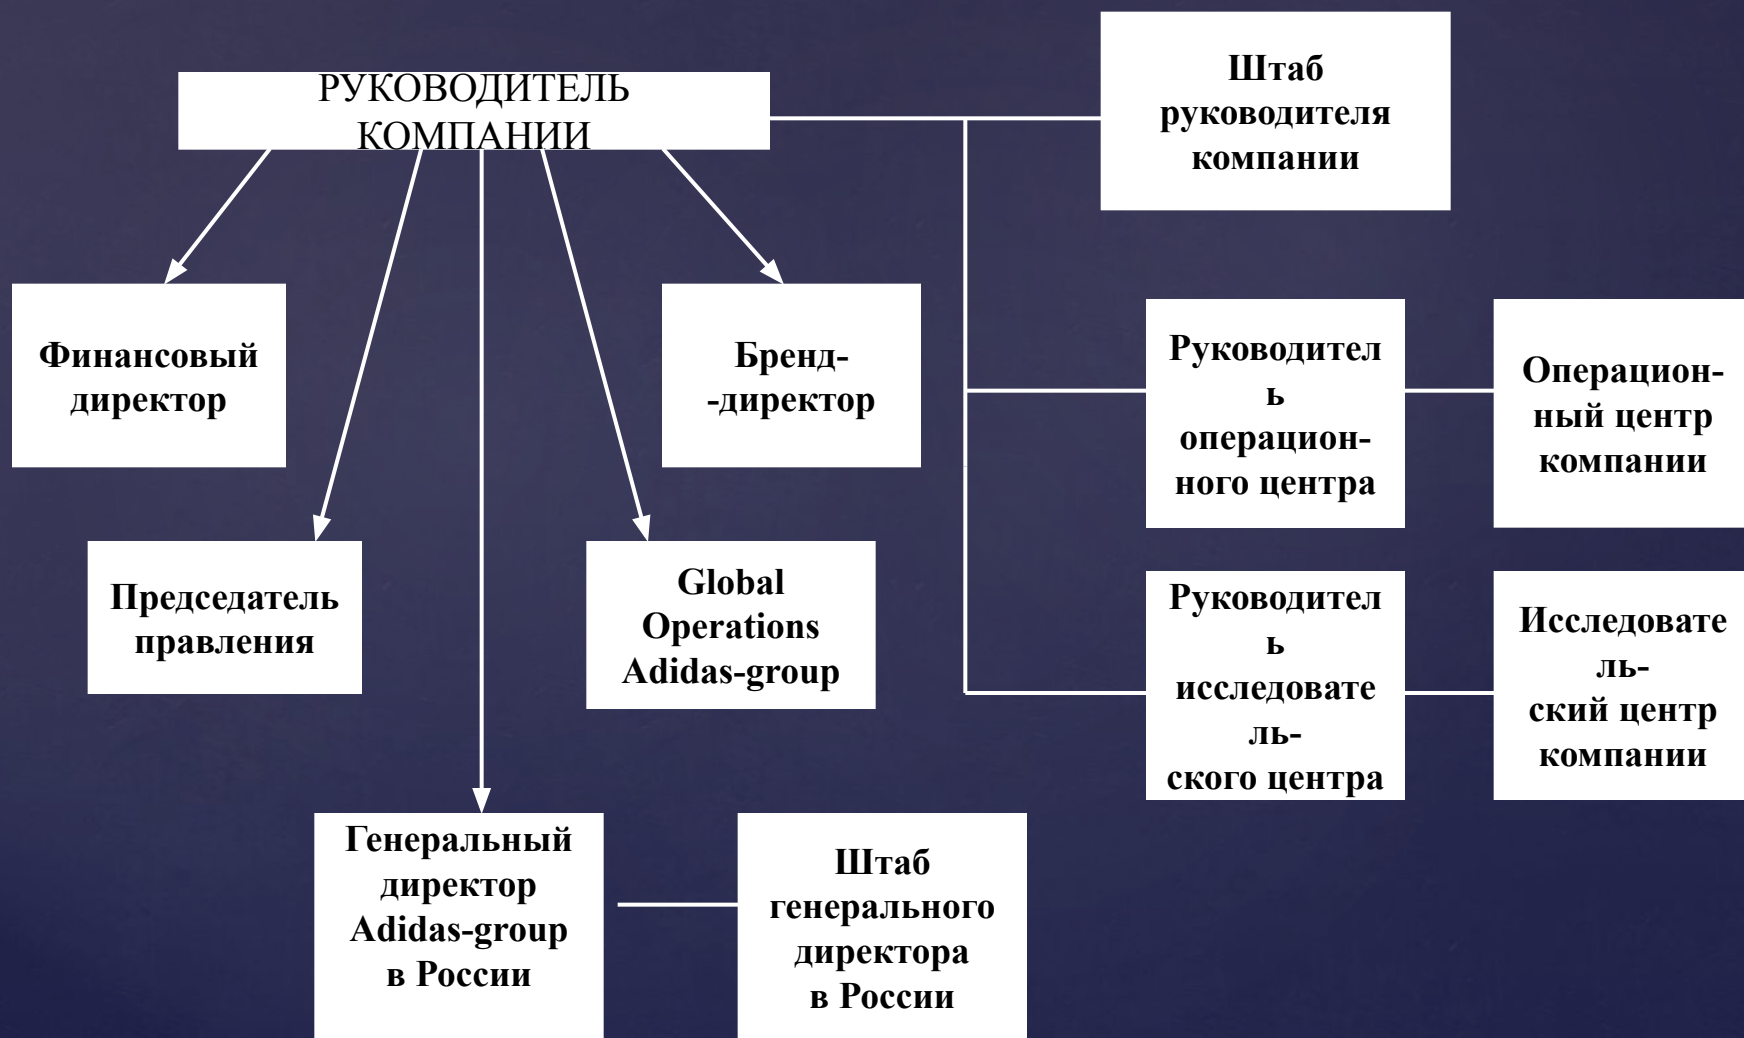 РУКОВОДИТЕЛЬ
КОМПАНИИ
Штаб
руководителя
компании
Финансовый
директор
Бренд-
-директор
Руководител
ь
операцион-
ного центра
Операцион-
ный центр
компании
Председатель
правления
Global
Operations
Adidas-group
Руководител
ь
исследовате
ль-
ского центра
Исследовате
ль-
ский центр
компании
Генеральный
директор
Adidas-group
в России
Штаб
генерального
директора
в России